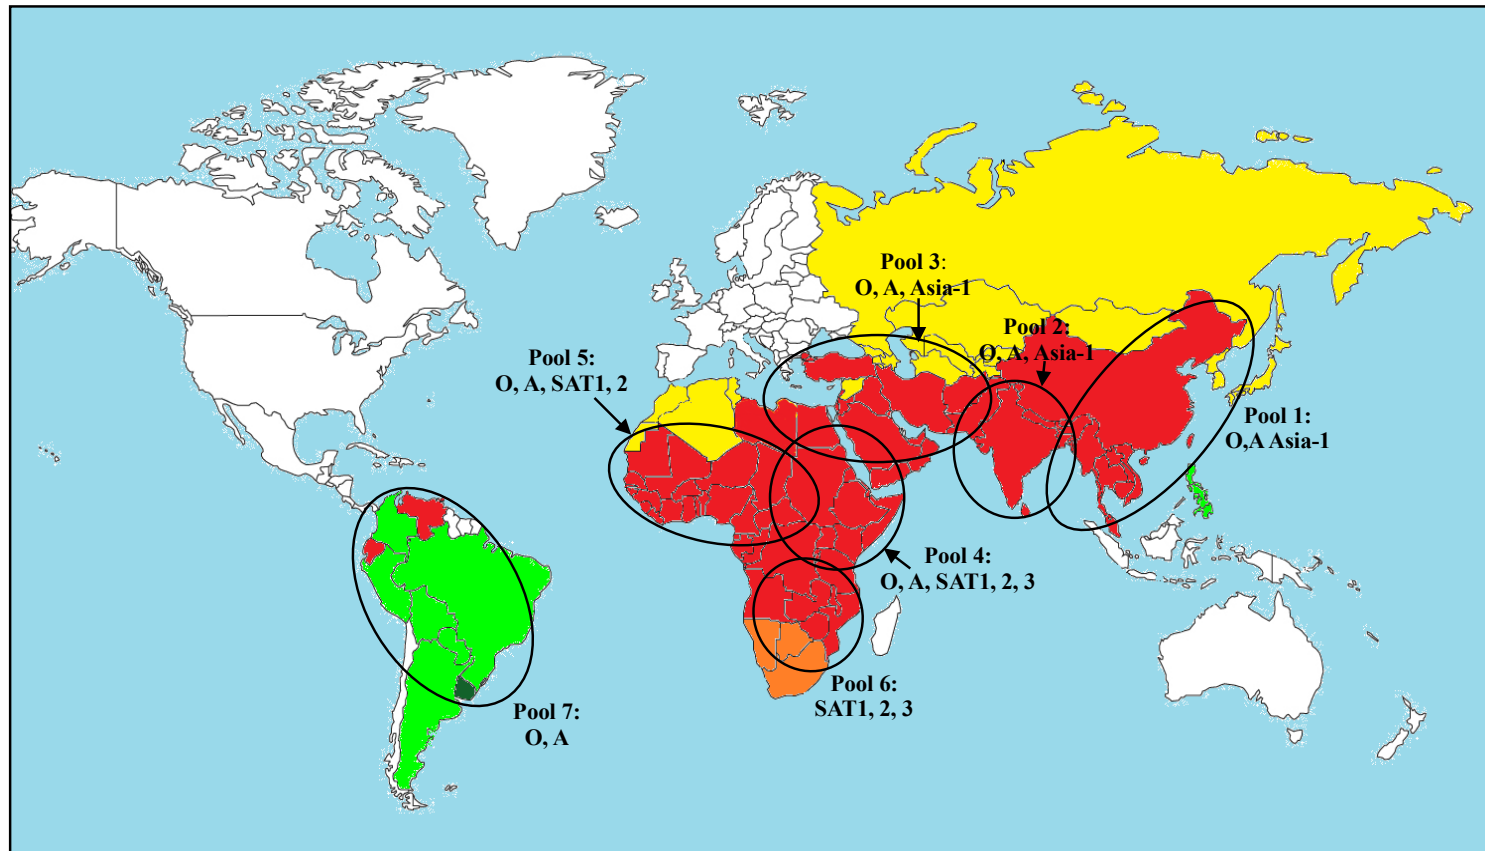 Pool 3:
O, A, Asia-1
Pool 2:
O, A, Asia-1
Pool 5:
O, A, SAT1, 2
Pool 1:
O,A Asia-1
Pool 4:
O, A, SAT1, 2, 3
Pool 6:
SAT1, 2, 3
Pool 7:
O, A